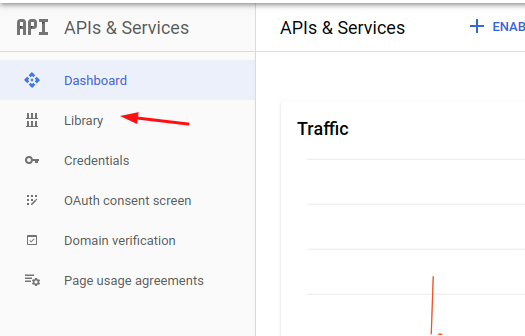 API APIs & Services
Dashboard
Library
Credentials
OAuth consent screen
Domain verification
Page usage agreements
APIs & Services
+ ENAB
Traffic